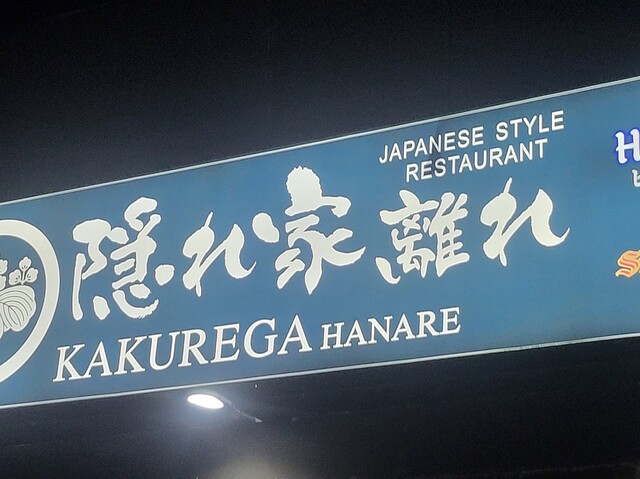 JAPANESE STYLE
RESTAURANT
隠れ家離れ
KAKUREGA HANARE